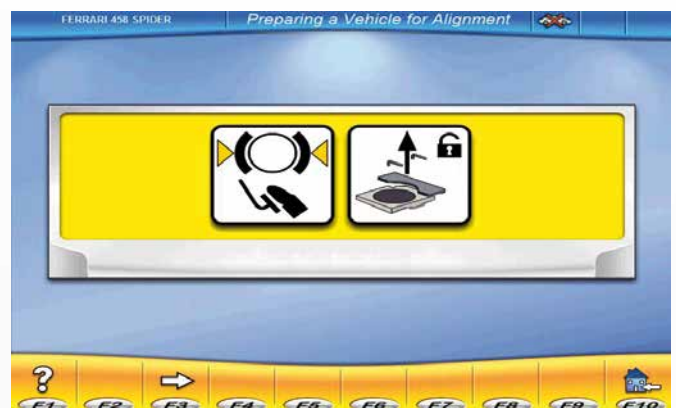 FERRARI 458 SPIDER
Preparing a Vehicle for Alignment
?
F1 F2 F3 F4 F5 F6 F7 F8 F9 F10